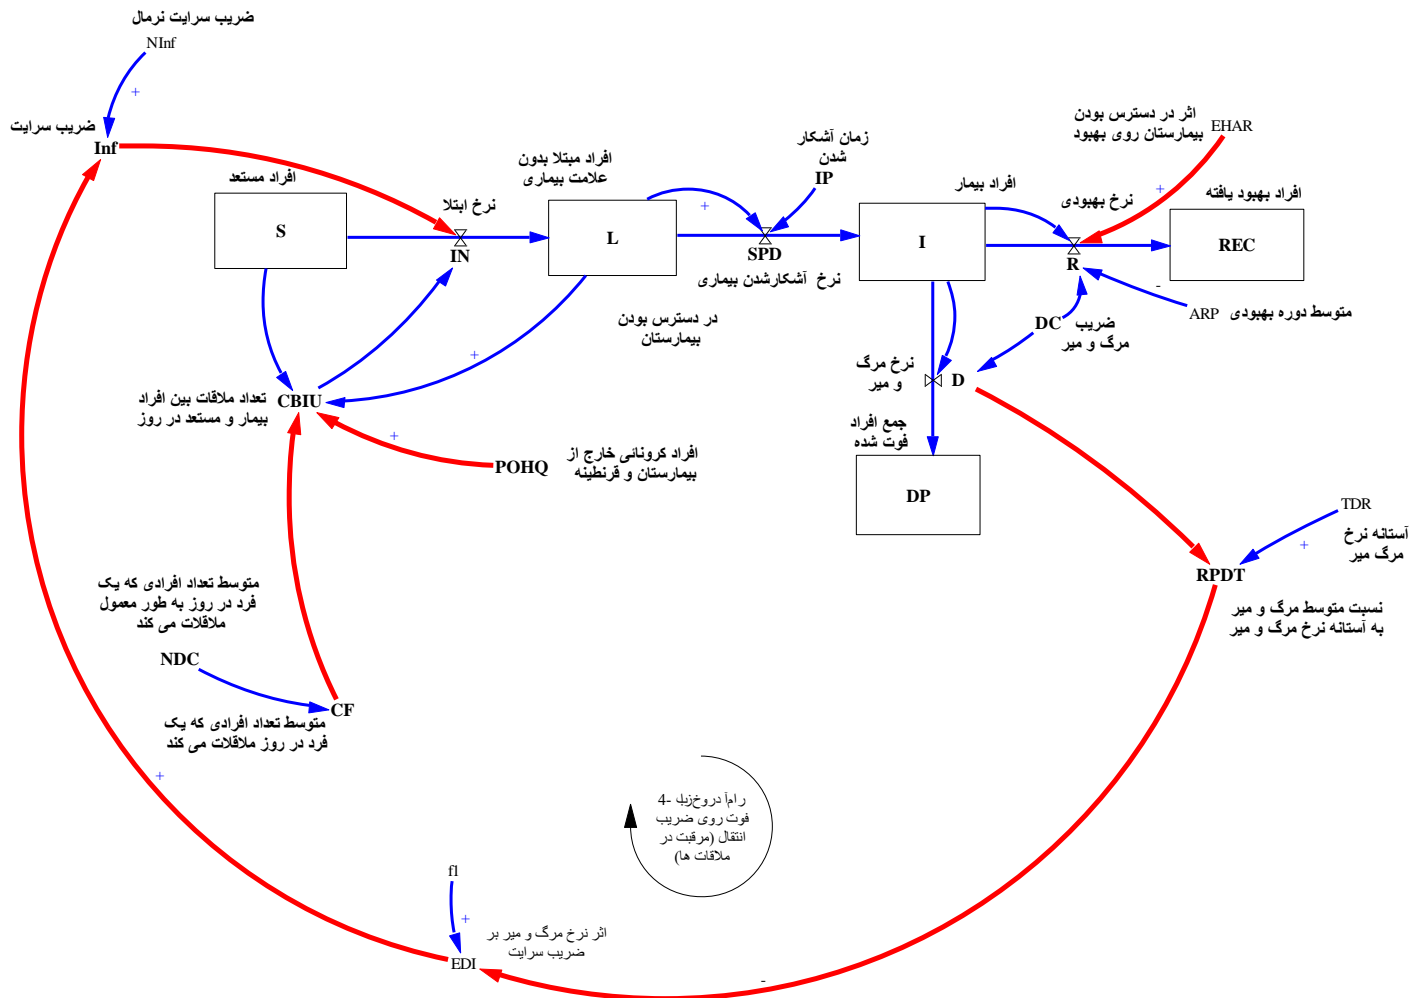 ضریب سرایت نرمال
NInf
+
ضریب سرایت
Inf
اثر در دسترس بودن
بیمارستان روی بهبود
EHAR
+
زمان آشکار
شدن
IP
افراد مبتلا بدون
علامت بیماری
افراد مستعد
S
نرخ ابتلا
IN
L
+
SPD
نرخ آشکارشدن بیماری
افراد بیمار
I
نرخ بهبودی
R
افراد بهبود یافته
REC
-
ARP
متوسط دوره بهبودی
DC
ضریب
مرگ و میر
در دسترس بودن
بیمارستان
+
نرخ مرگ
و میر
D
تعداد ملاقات بین افراد
بیمار و مستعد در روز
CBIU
+
POHQ
افراد کرونائی خارج از
بیمارستان و قرنطینه
جمع افراد
فوت شده
DP
TDR
+
آستانه نرخ
مرگ میر
RPDT
نسبت متوسط مرگ و میر
به آستانه نرخ مرگ و میر
متوسط تعداد افرادی که یک
فرد در روز به طور معمول
ملاقلات می کند
NDC
CF
متوسط تعداد افرادی که یک
فرد در روز ملاقلات می کند
+
4-
فوت روی ضریب
انتقال (مرقبت در
ملاقات ها)
f1
+
EDI
اثر نرخ مرگ و میر بر
ضریب سرایت
-